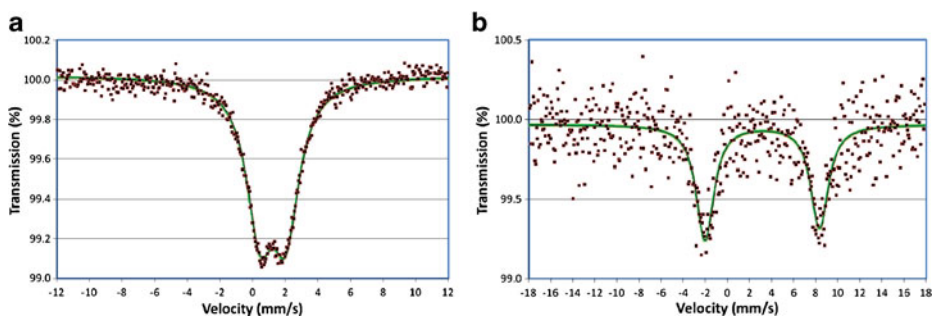 a
100.2
100.0
99.8
99.6
99.4
99.2
99.0
Transmission (%)
-12 -10 -8 -6 -4 -2 0 2 4 6 8 10 12
Velocity (mm/s)
b
100.5
100.0
99.5
99.0
Transmission (%)
-18 -16 -14 -12 -10 -8 -6 -4 -2 0 2 4 6 8 10 12 14 16 18
Velocity (mm/s)